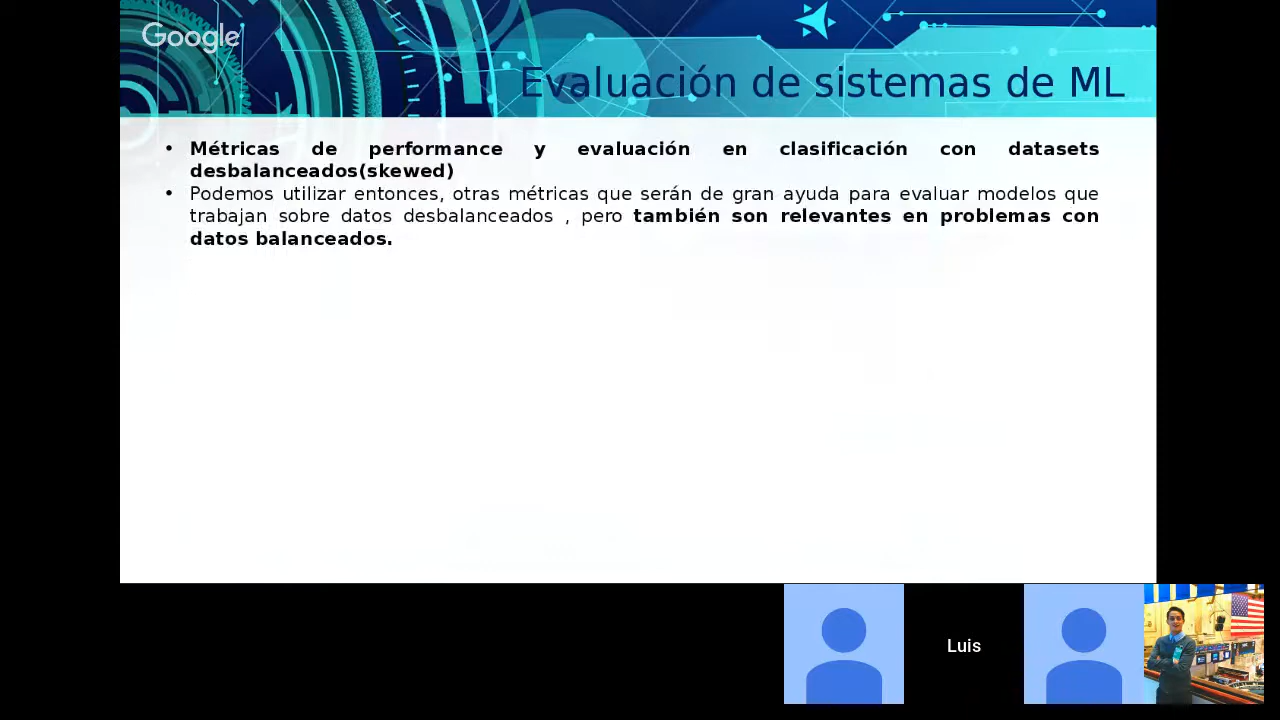 Google
Evaluación de sistemas de ML
• Métricas de performance y evaluación en clasificación con datasets
desbalanceados(skewed)
• Podemos utilizar entonces, otras métricas que serán de gran ayuda para evaluar modelos que
trabajan sobre datos desbalanceados , pero también son relevantes en problemas con
datos balanceados.
Luis